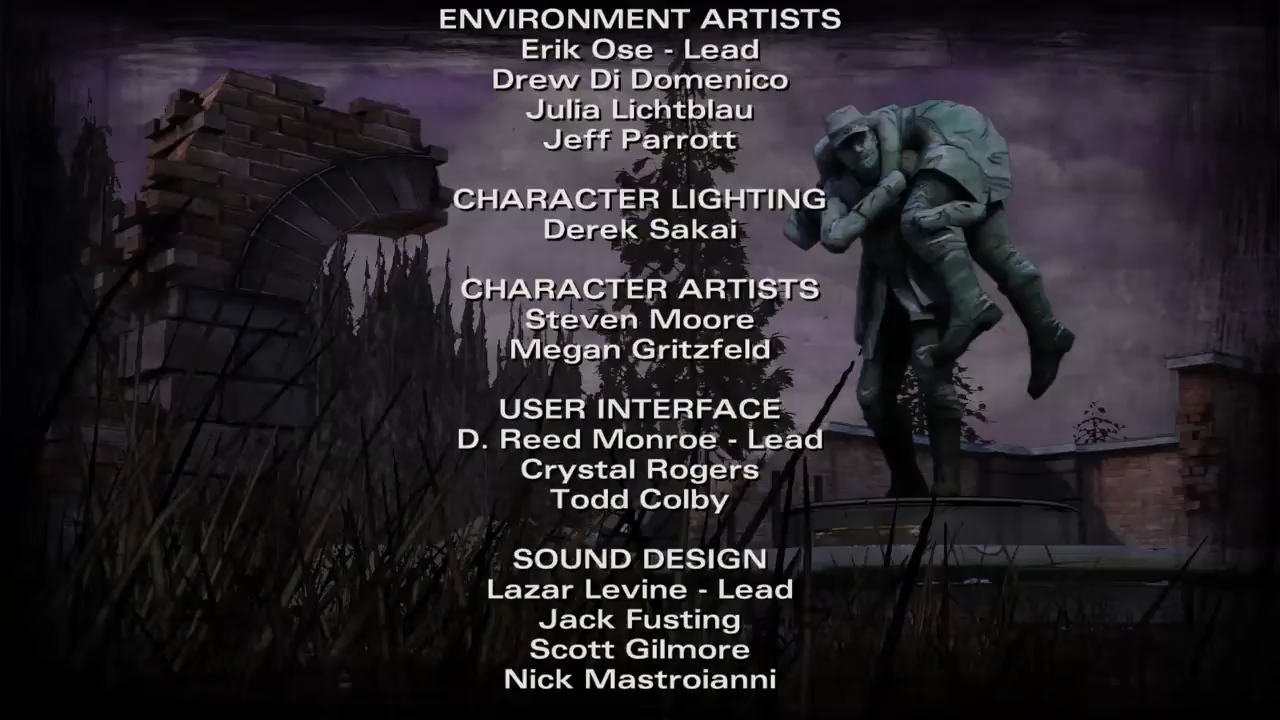 ENVIRONMENT ARTISTS
Erik Ose - Lead
Drew Di Domenico
Julia Lichtblau
Jeff Parrott
CHARACTER LIGHTING
Derek Sakai
CHARACTER ARTISTS
Steven Moore
Megan Gritzfeld
USER INTERFACE
D. Reed Monroe - Lead
Crystal Rogers
Todd Colby
SOUND DESIGN
Lazar Levine - Lead
Jack Fusting
Scott Gilmore
Nick Mastroianni